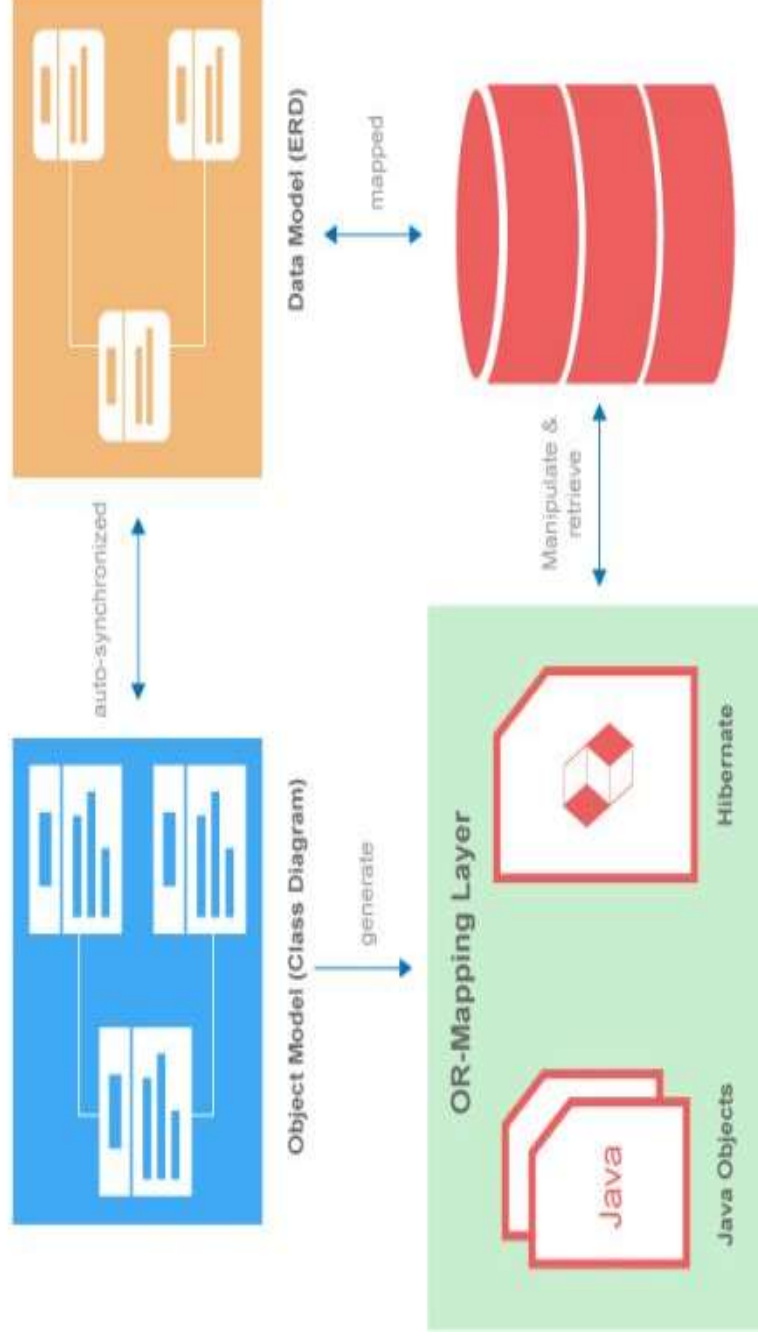 auto-synchronized
Object Model (Class Diagram)
Data Model (ERD)
generate
mapped
OR-Mapping Layer
Manipulate &
retrieve
Java
Java Objects
Hibernate